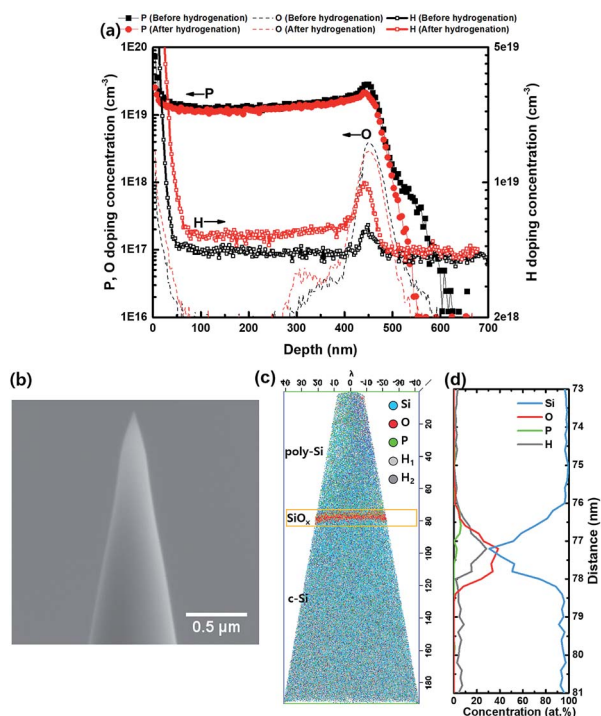 P (Before hydrogenation) O (Before hydrogenation) H (Before hydrogenation)
P (After hydrogenation) O (After hydrogenation) H (After hydrogenation)
(a)
1E20
1E19
1E18
1E17
1E16
P, O doping concentration (cm-3)
P
O
H
5e19
1e19
2e18
H doping concentration (cm-3)
0 100 200 300 400 500 600 700
Depth (nm)
(b)
0.5 µm
(c)
poly-Si
SiOx
c-Si
Si
O
P
H1
H2
20
40
60
80
100
120
140
160
180
(d)
Si
O
P
H
73
74
75
76
77
78
79
80
81
Distance (nm)
0 20 40 60 80 100
Concentration (at.%)